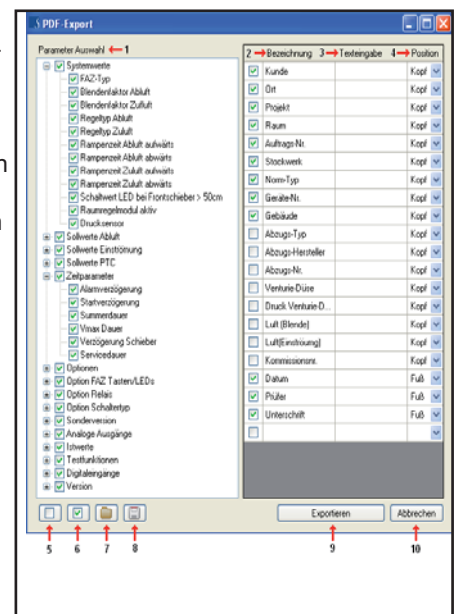 PDF-Export
Parameter Auswahl 1
Systemwerte
FAZ-Typ
Blendenfaktor Abluft
Blendenfaktor Zufluft
Regeltyp Abluft
Regeltyp Zuluft
Rampenzeit Abluft aufwärts
Rampenzeit Abluft abwärts
Rampenzeit Zuluft aufwärts
Rampenzeit Zuluft abwärts
Schaltwert LED bei Frontschieber > 50cm
Raumregelmodul aktiv
Drucksensor
Sollwerte Abluft
Sollwerte Einströmung
Sollwerte PTC
Zeitparameter
Alarmverzögerung
Startverzögerung
Summerdauer
Vmax Dauer
Verzögerung Schieber
Servicedauer
Optionen
Option FAZ Tasten/LEDs
Option Relais
Option Schaltertyp
Sonderversion
Analoge Ausgänge
Istwerte
Testfunktionen
Digitaleingänge
Version
2 Bezeichnung 3 Texteingabe 4 Position
Kunde Kopf
Ort Kopf
Projekt Kopf
Raum Kopf
Auftrags-Nr. Kopf
Stockwerk Kopf
Norm-Typ Kopf
Geräte-Nr. Kopf
Gebäude Kopf
Abzugs-Typ Kopf
Abzugs-Hersteller Kopf
Abzugs-Nr. Kopf
Venturie-Düse Kopf
Druck Venturie-D... Kopf
Luft (Blende) Kopf
Luft(Einströmung) Kopf
Kommissionsnr. Kopf
Datum Fuß
Prüfer Fuß
Unterschrift Fuß
Exportieren Abbrechen
5 6 7 8 9 10
n